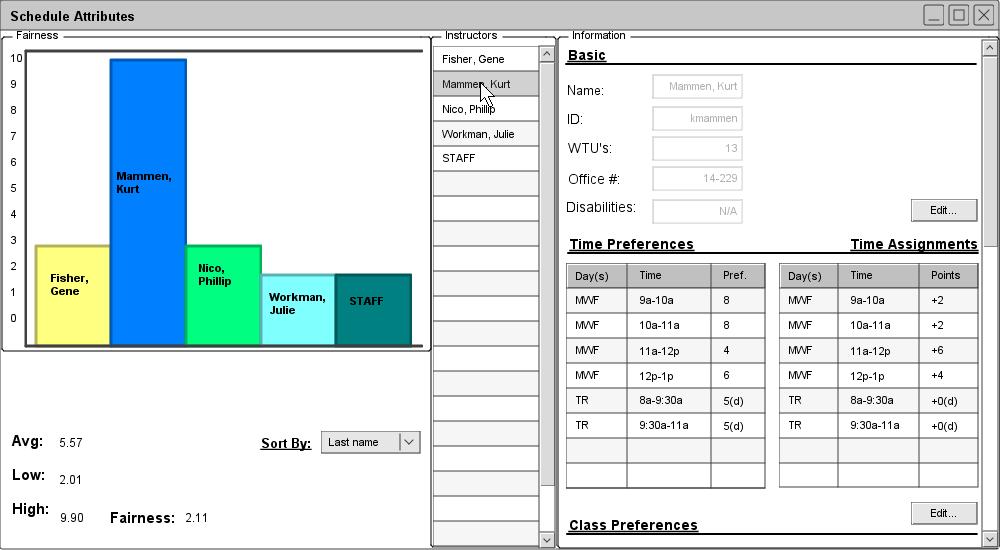 Schedule Attributes
Fairness
10
9
8
7
6
5
4
3
2
1
0
Fisher,
Gene
Mammen,
Kurt
Nico,
Phillip
Workman,
Julie
STAFF
Avg: 5.57
Low: 2.01
High: 9.90
Fairness: 2.11
Sort By: Last name
Instructors
Fisher, Gene
Mammen, Kurt
Nico, Phillip
Workman, Julie
STAFF
Information
Basic
Name: Mammen, Kurt
ID: kmammen
WTU's: 13
Office #: 14-229
Disabilities: N/A
Edit...
Time Preferences
Day(s) Time Pref.
MWF 9a-10a 8
MWF 10a-11a 8
MWF 11a-12p 4
MWF 12p-1p 6
TR 8a-9:30a 5(d)
TR 9:30a-11a 5(d)
Time Assignments
Day(s) Time Points
MWF 9a-10a +2
MWF 10a-11a +2
MWF 11a-12p +6
MWF 12p-1p +4
TR 8a-9:30a +0(d)
TR 9:30a-11a +0(d)
Edit...
Class Preferences